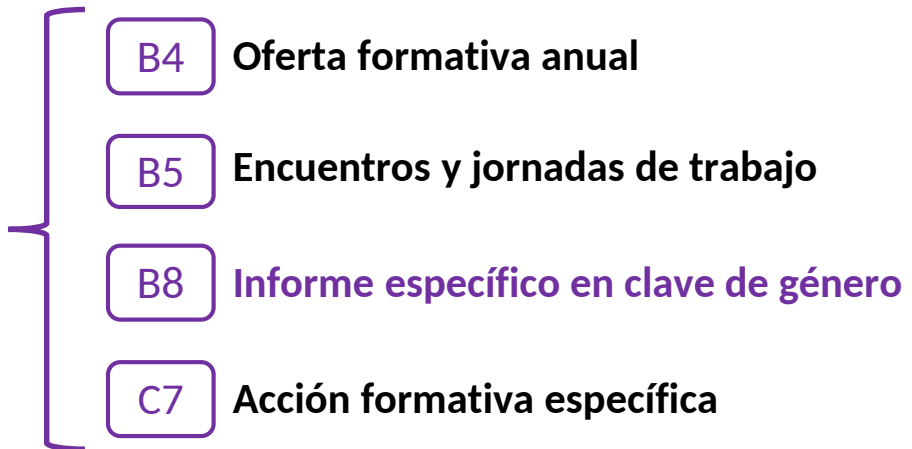 B4 Oferta formativa anual
B5 Encuentros y jornadas de trabajo
B8 Informe específico en clave de género
C7 Acción formativa específica